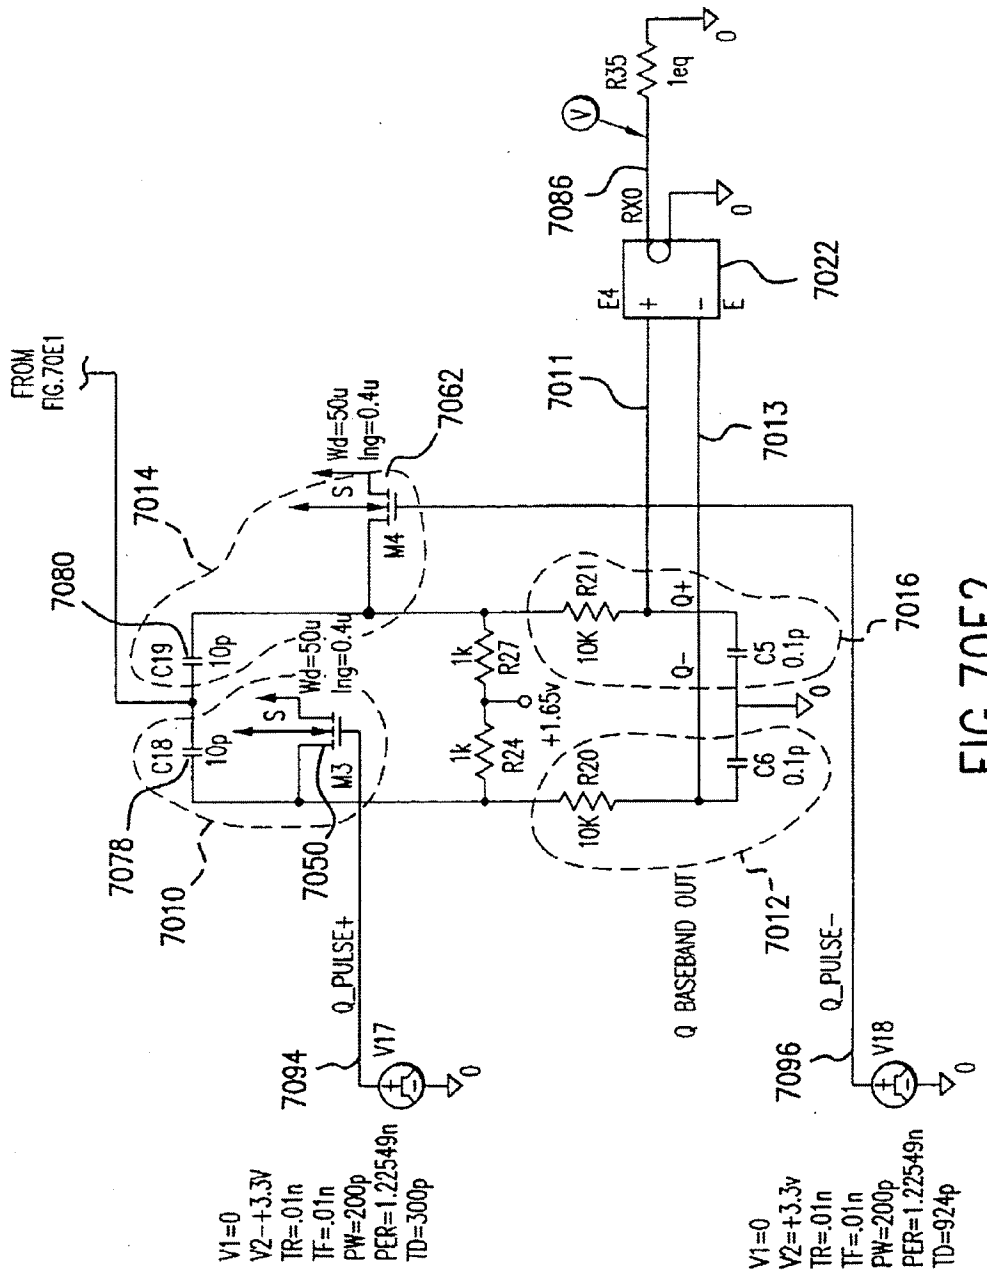 FROM
FIG.70E1
7014
7080
7078
7010
C18
10p
C19
10p
S
Wd=50u
lng=0.4u
M3
7050
S
Wd=50u
lng=0.4u
M4
7062
1k
R24
1k
R27
+1.65v
R20
10K
R21
10K
Q-
Q+
C6
0.1p
C5
0.1p
0
7012
7016
Q BASEBAND OUT
7011
7013
E4
+
-
E
7022
RX0
7086
V
R35
1eq
0
0
Q_PULSE+
7094
V17
+
-
0
V1=0
V2-+3.3V
TR=.01n
TF=.01n
PW=200p
PER=1.22549n
TD=300p
Q_PULSE-
7096
V18
+
-
0
V1=0
V2=+3.3v
TR=.01n
TF=.01n
PW=200p
PER=1.22549n
TD=924p